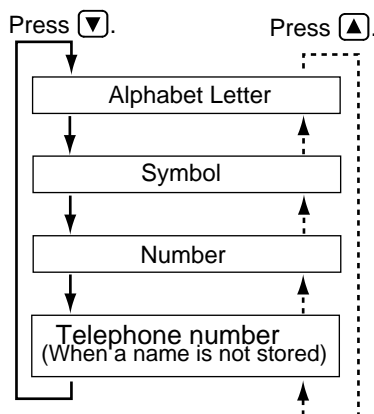 Press ▼.
Press ▲.
Alphabet Letter
Symbol
Number
Telephone number
(When a name is not stored)